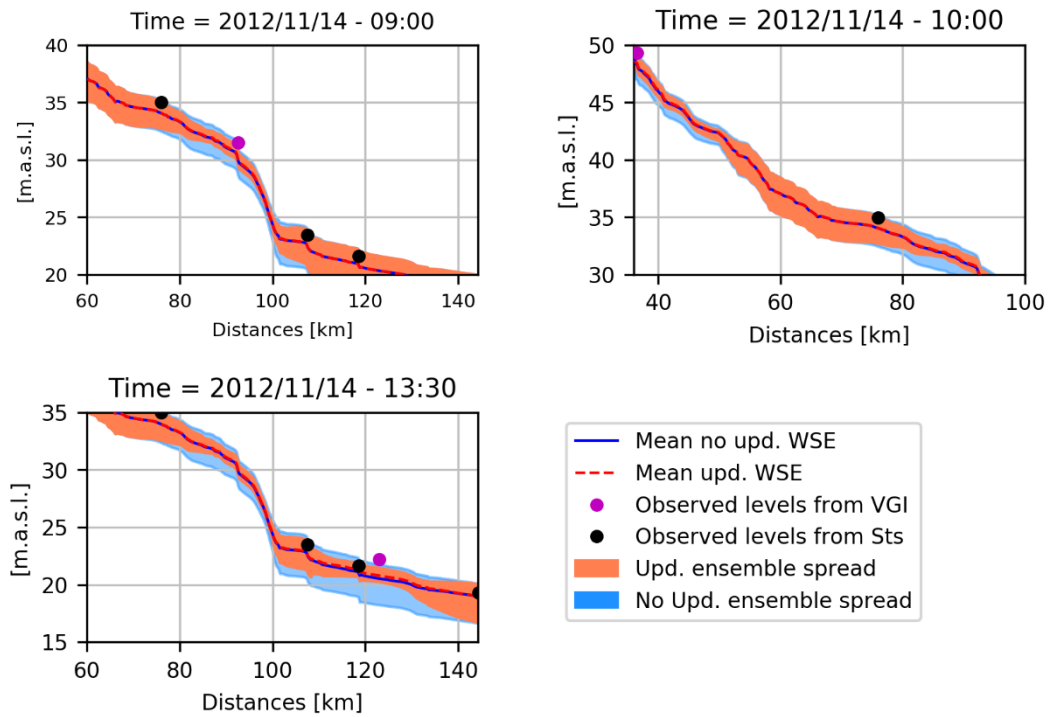 Time = 2012/11/14 - 09:00
40
35
30
25
20
[m.a.s.l.]
60
80
100
120
140
Distances [km]
Time = 2012/11/14 - 10:00
50
45
40
35
30
[m.a.s.l.]
40
60
80
100
Distances [km]
Time = 2012/11/14 - 13:30
35
30
25
20
15
[m.a.s.l.]
60
80
100
120
140
Distances [km]
Mean no upd. WSE
Mean upd. WSE
Observed levels from VGI
Observed levels from Sts
Upd. ensemble spread
No Upd. ensemble spread